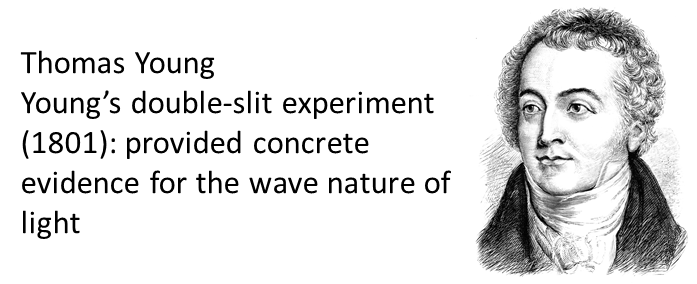 Thomas Young
Young’s double-slit experiment
(1801): provided concrete
evidence for the wave nature of
light